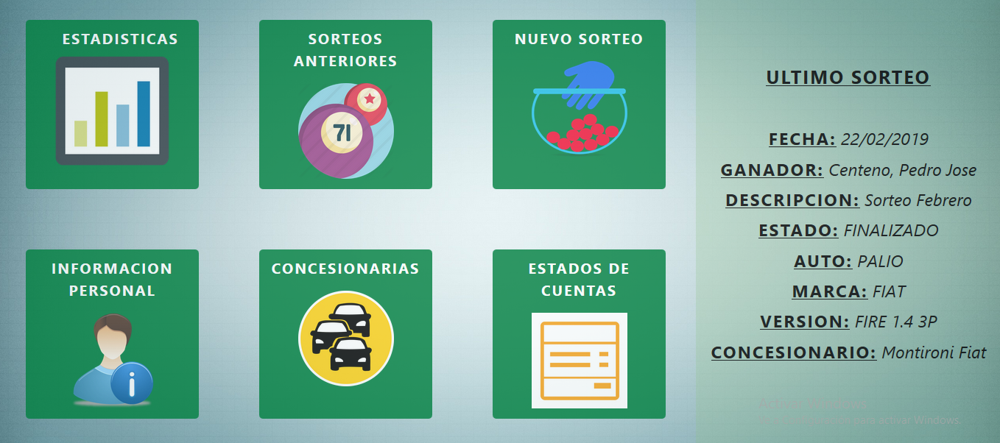 ESTADISTICAS
SORTEOS
ANTERIORES
71
NUEVO SORTEO
INFORMACION
PERSONAL
i
CONCESIONARIAS
ESTADOS DE
CUENTAS
ULTIMO SORTEO
FECHA: 22/02/2019
GANADOR: Centeno, Pedro Jose
DESCRIPCION: Sorteo Febrero
ESTADO: FINALIZADO
AUTO: PALIO
MARCA: FIAT
VERSION: FIRE 1.4 3P
CONCESIONARIO: Montironi Fiat
Activar Windows
para activar Windows.